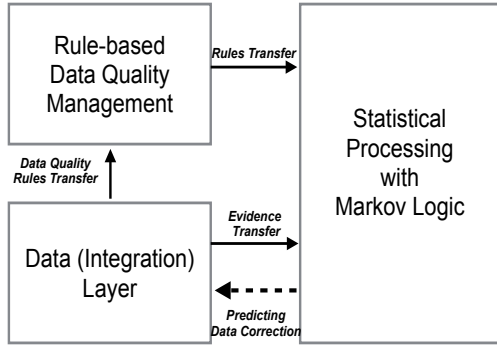 Rule-based
Data Quality
Management
Rules Transfer
Statistical
Processing
with
Markov Logic
Data Quality
Rules Transfer
Evidence
Transfer
Data (Integration)
Layer
Predicting
Data Correction